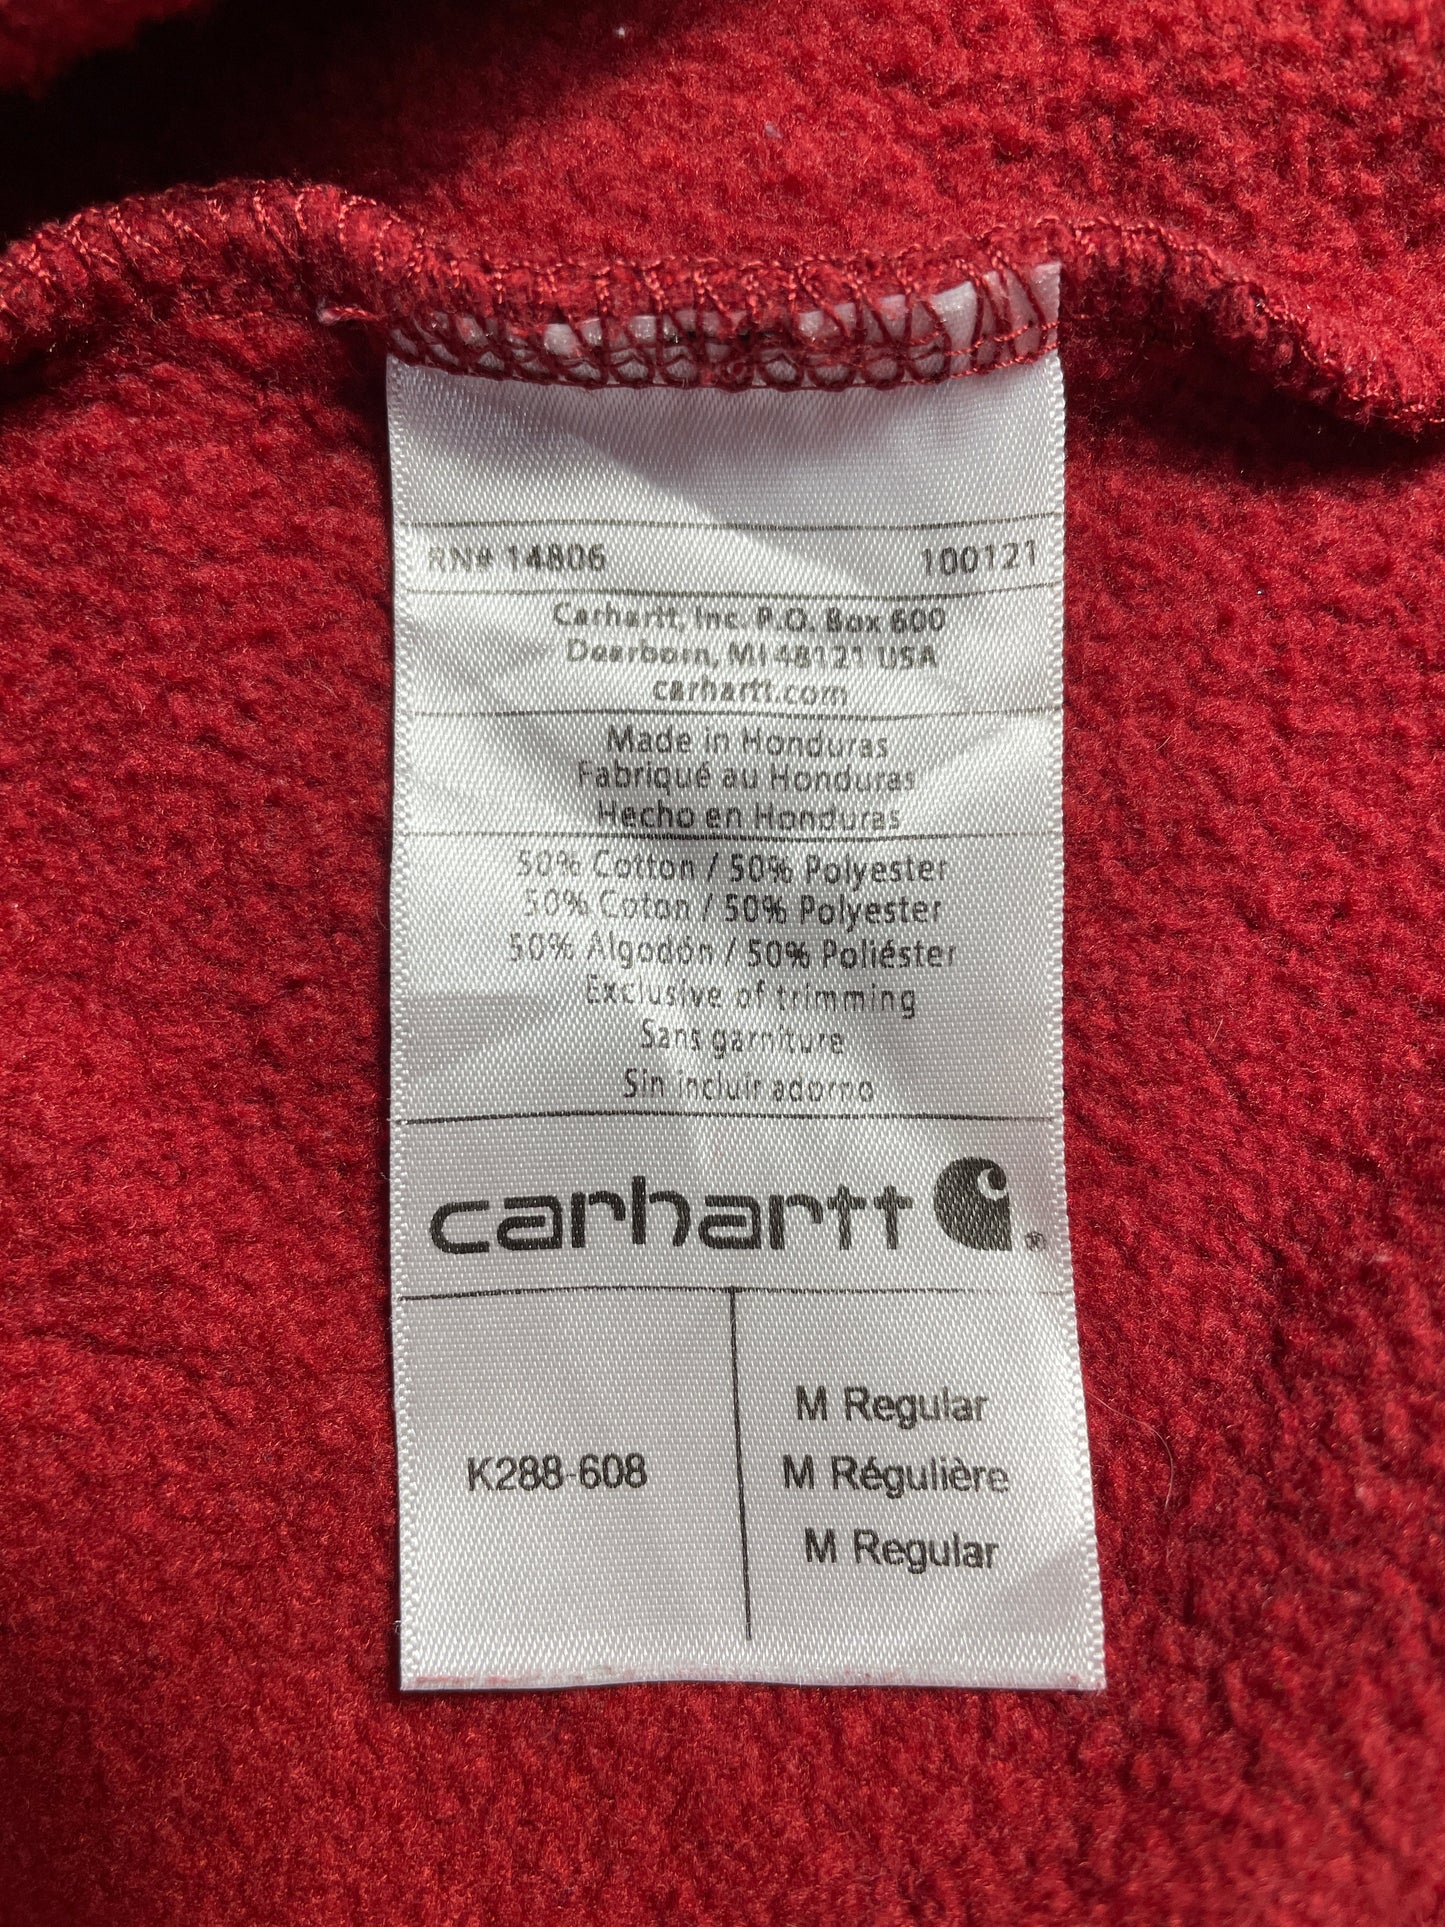 RN# 14806 100121
Carhartt, Inc. P.O. Box 600
Dearborn, MI 48121 USA
carhartt.com
Made in Honduras
Fabriqué au Honduras
Hecho en Honduras
50% Cotton / 50% Polyester
50% Coton / 50% Polyester
50% Algodón / 50% Poliéster
Exclusive of trimming
Sans garniture
Sin incluir adorno
carhartt ®
K288-608
M Regular
M Régulière
M Regular